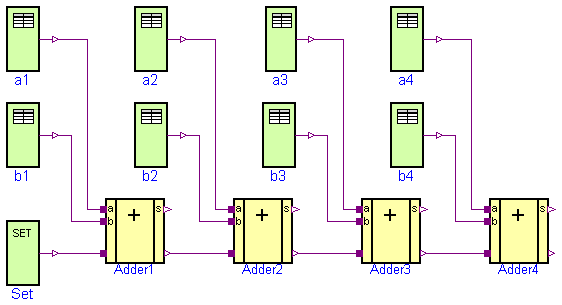 a1 a2 a3 a4
b1 b2 b3 b4
a + s a + s a + s a + s
b b b b
SET
Adder1 Adder2 Adder3 Adder4
Set